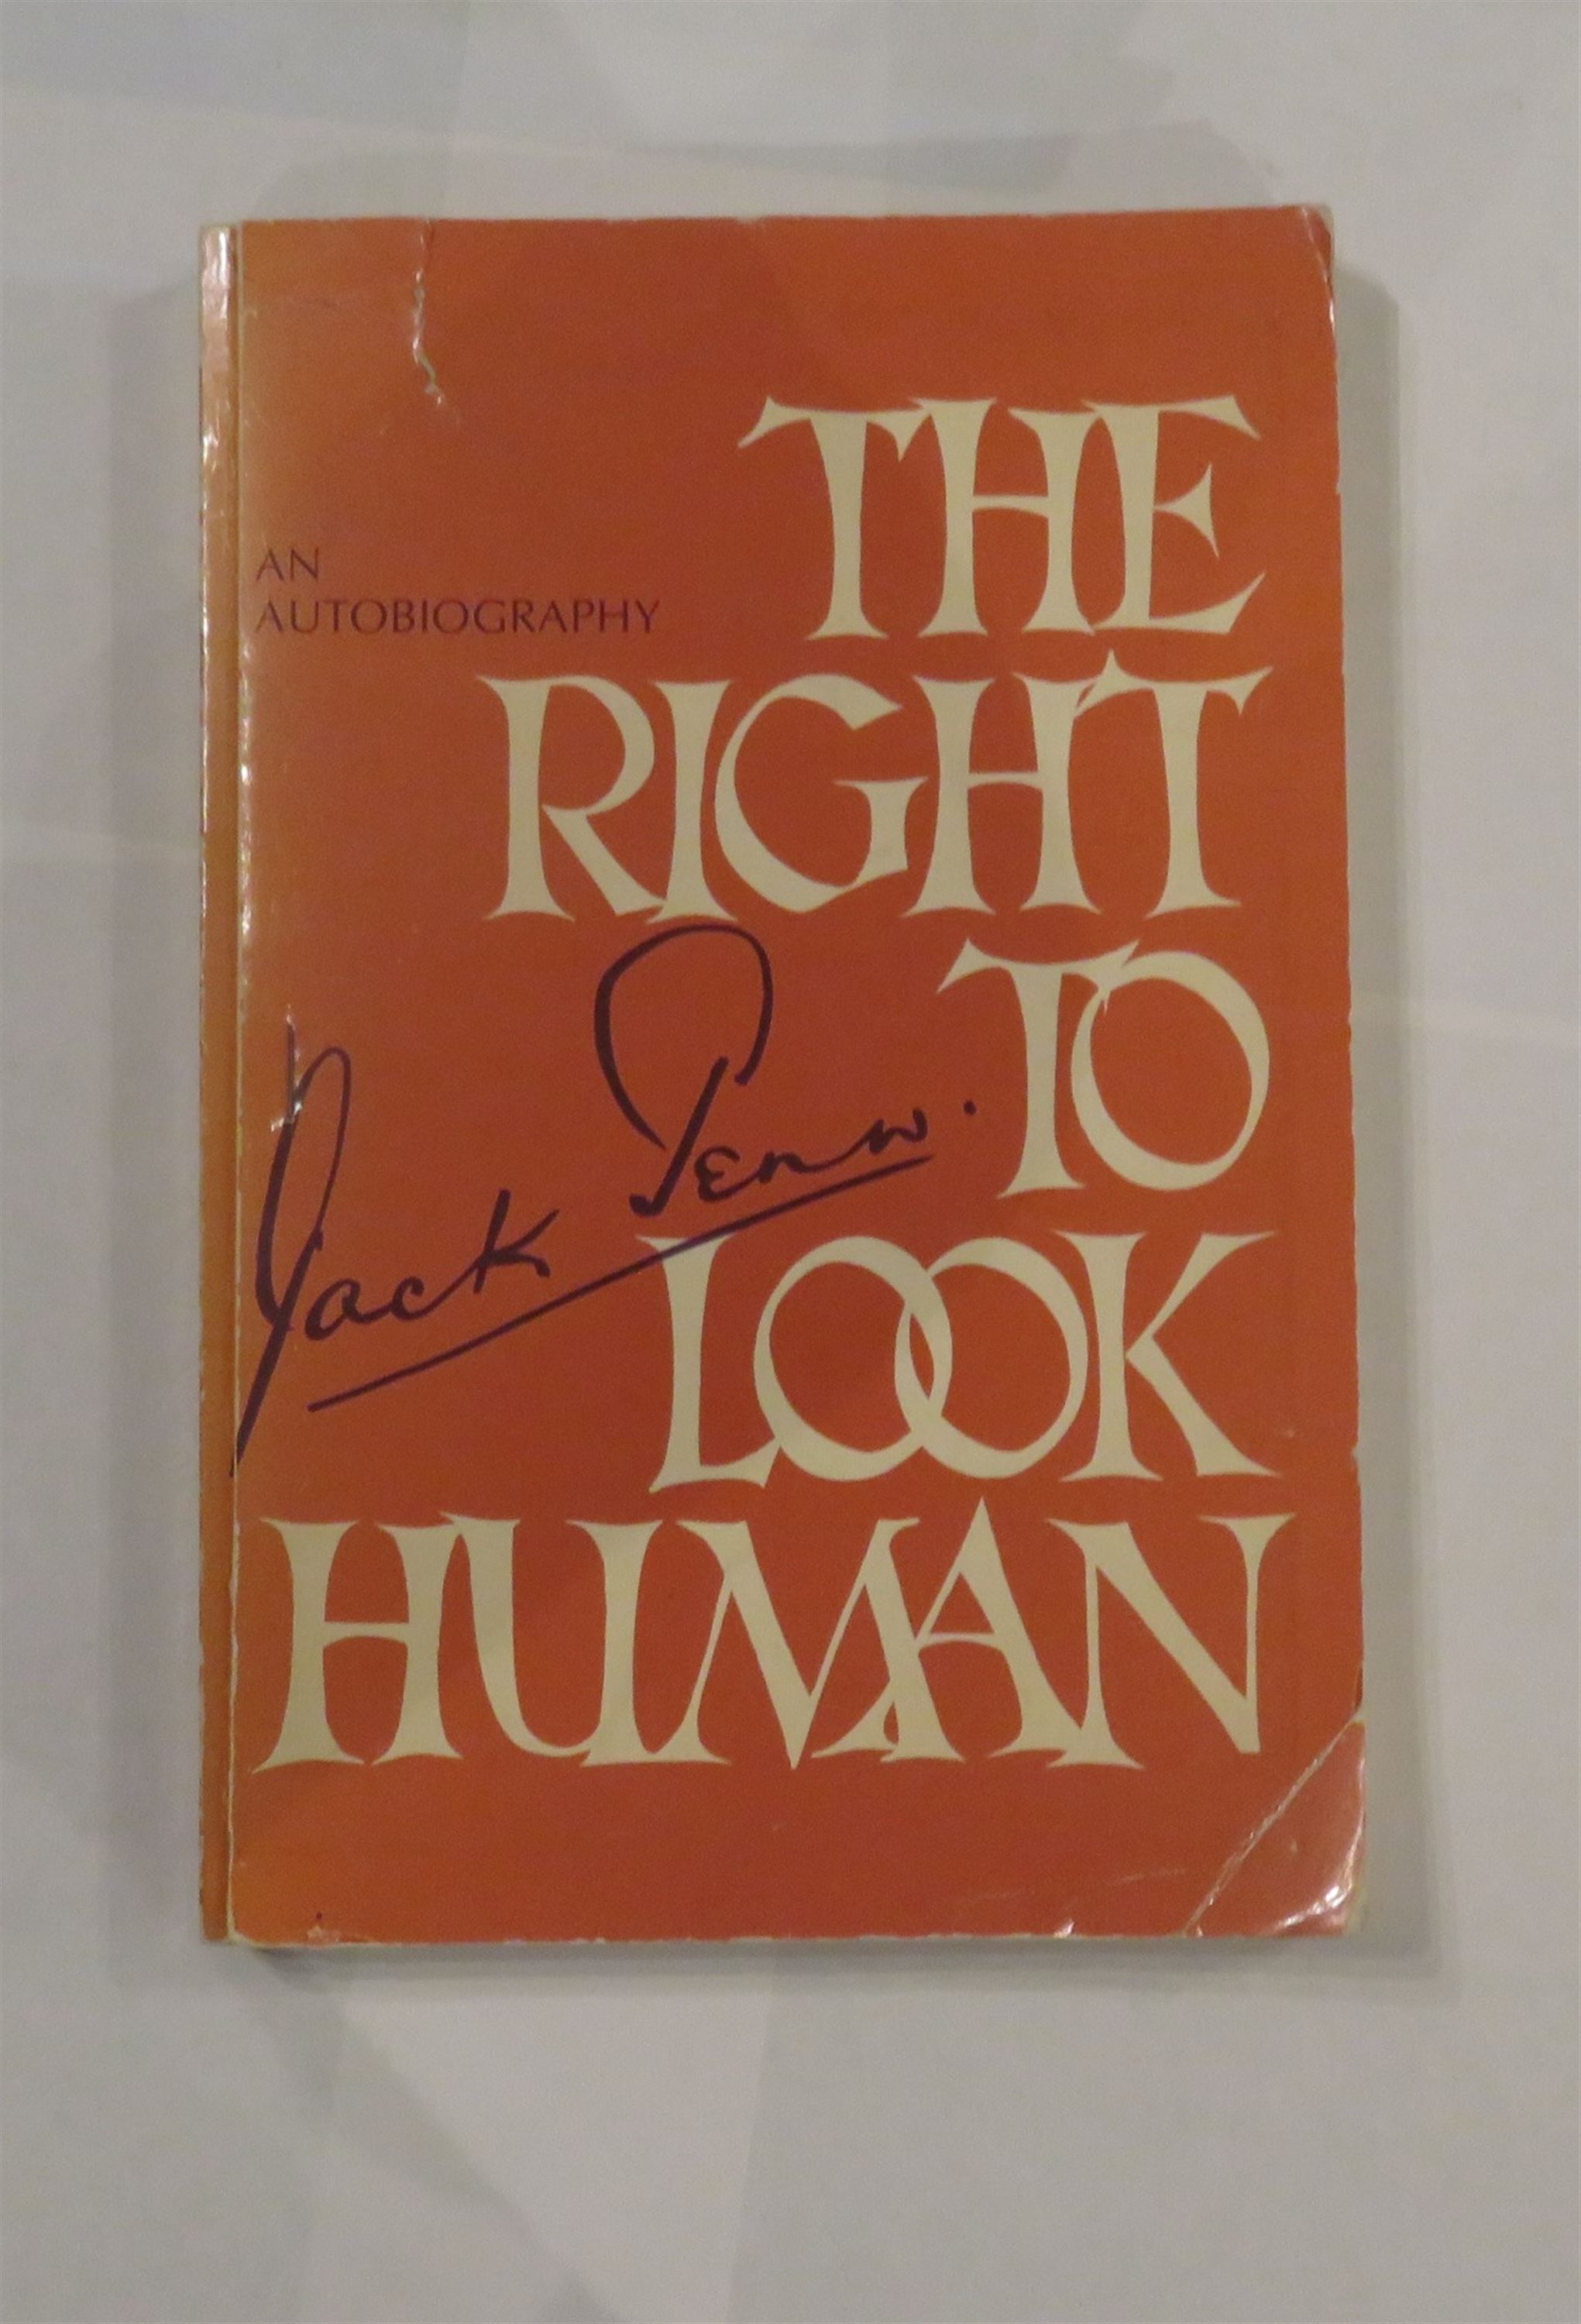 THE
AN
AUTOBIOGRAPHY
RIGHT
TO
Jack Penn.
LOOK
HUMAN